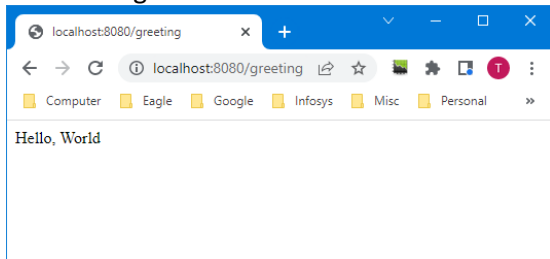 localhost:8080/greeting
localhost:8080/greeting
T
Computer Eagle Google Infosys Misc Personal »
Hello, World